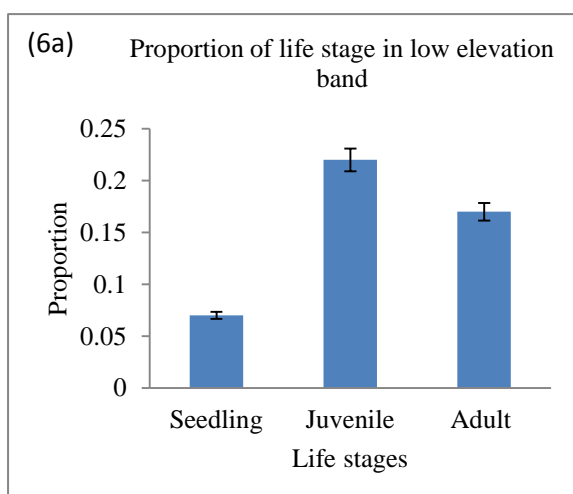 (6a)
Proportion of life stage in low elevation
band
Proportion
0.25
0.2
0.15
0.1
0.05
0
Seedling Juvenile Adult
Life stages